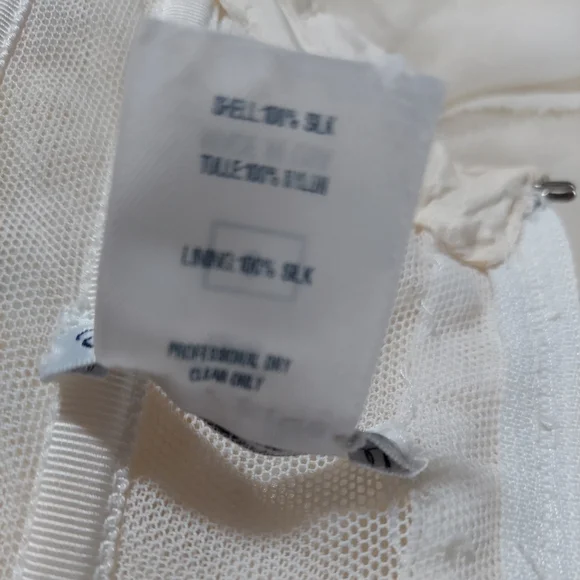 SHELL:100% SILK
TULLE:100% NYLON
LINING:100% SILK
PROFESSIONAL DRY
CLEAN ONLY